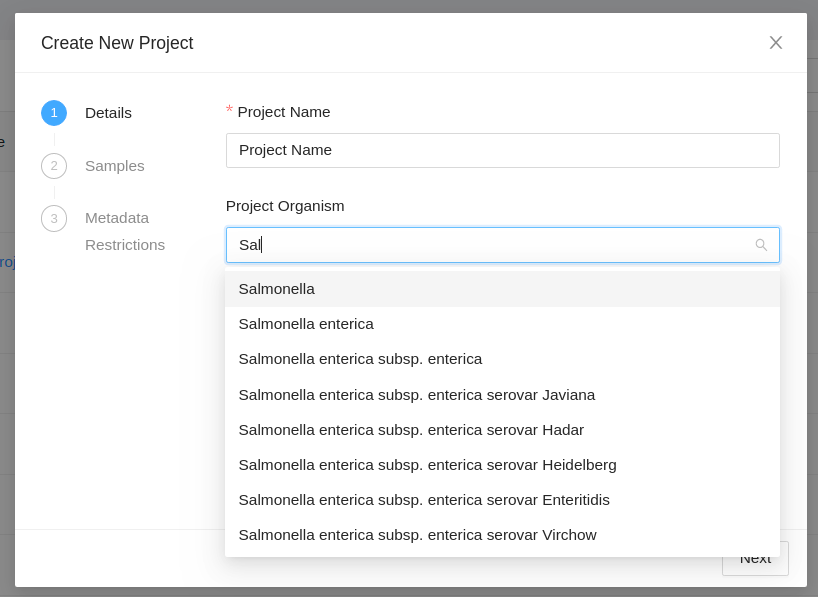 Create New Project
1 Details
* Project Name
Project Name
2 Samples
3 Metadata
Restrictions
Project Organism
Sal
Salmonella
Salmonella enterica
Salmonella enterica subsp. enterica
Salmonella enterica subsp. enterica serovar Javiana
Salmonella enterica subsp. enterica serovar Hadar
Salmonella enterica subsp. enterica serovar Heidelberg
Salmonella enterica subsp. enterica serovar Enteritidis
Salmonella enterica subsp. enterica serovar Virchow
Next